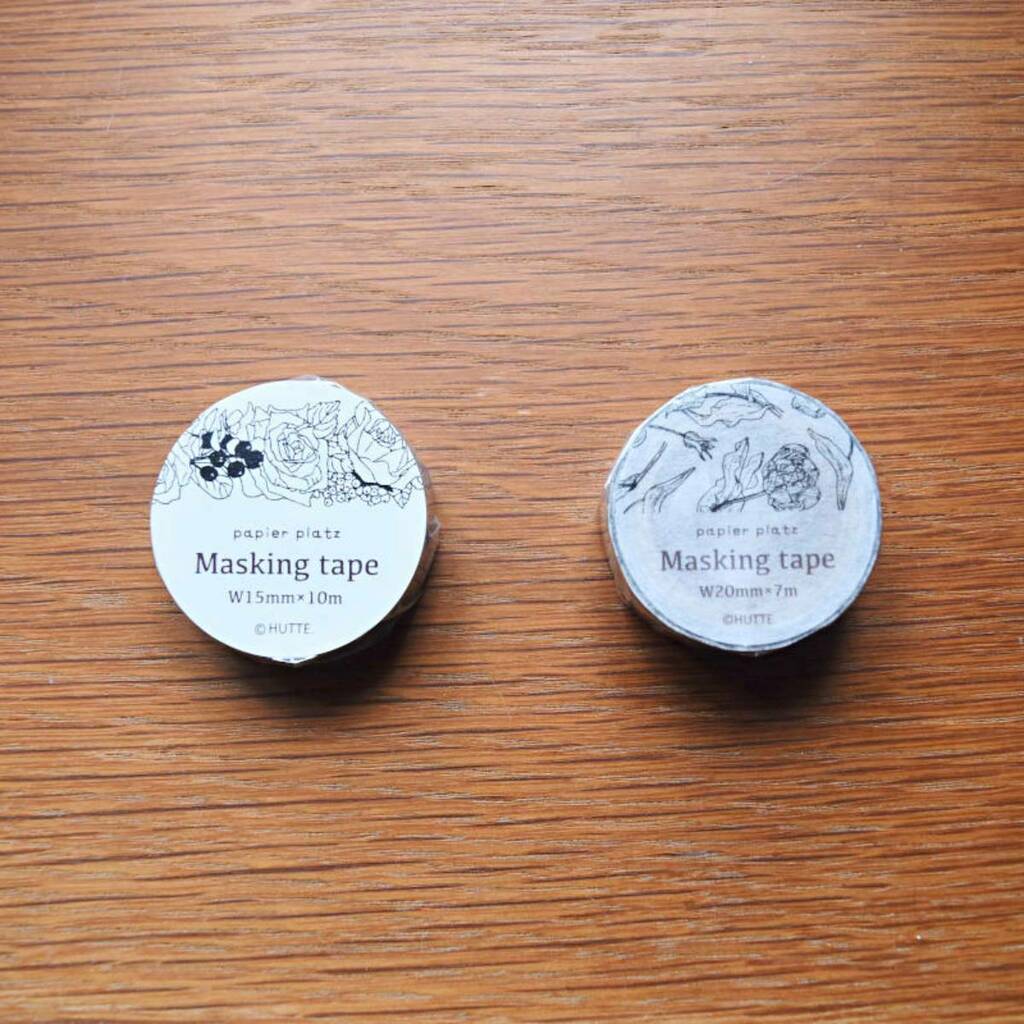 papier platz
Masking tape
W15mm×10m
©HUTTE.
papier platz
Masking tape
W20mm×7m
©HUTTE